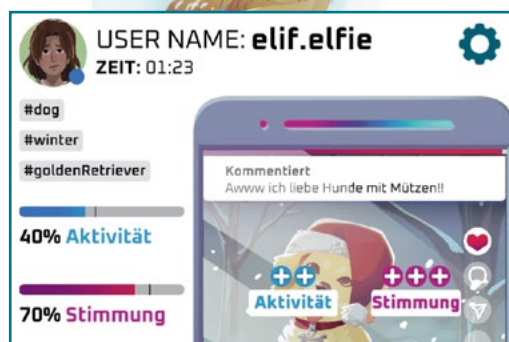 USER NAME: elif.elfie
ZEIT: 01:23
#dog
#winter
#goldenRetriever
40% Aktivität
70% Stimmung
Kommentiert
Awww ich liebe Hunde mit Mützen!!
++
Aktivität
+++
Stimmung